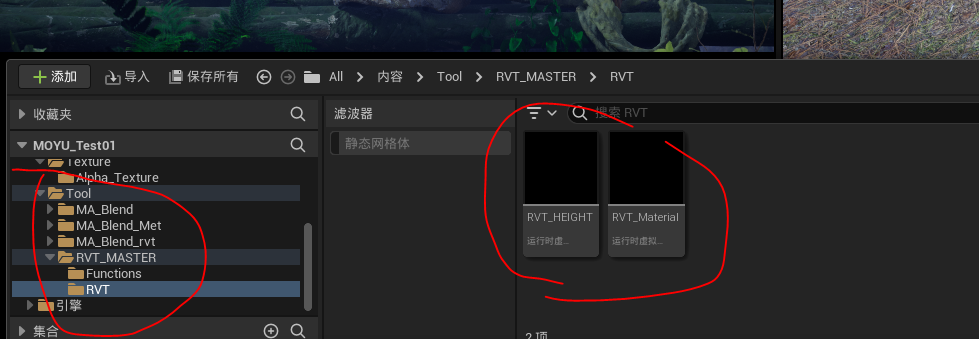 添加 导入 保存所有 All 内容 Tool RVT_MASTER RVT
收藏夹
滤波器
搜索 RVT
MOYU_Test01
静态网格体
Texture
Alpha_Texture
Tool
MA_Blend
MA_Blend_Met
MA_Blend_rvt
RVT_MASTER
Functions
RVT
引擎
集合
RVT_HEIGHT
运行时虚...
RVT_Material
运行时虚拟...
2 项